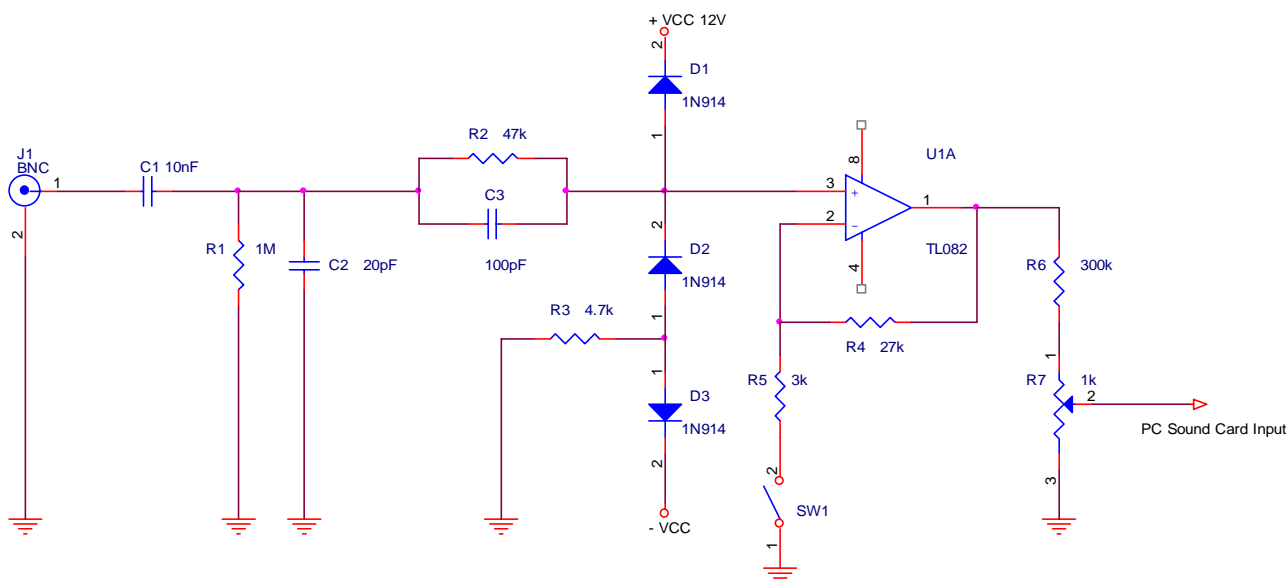 + VCC 12V
2
D1
1N914
1
R2 47k
J1
BNC
1
C1 10nF
2
C3
100pF
R1 1M
C2 20pF
8
U1A
3
+
2
-
1
4
TL082
2
D2
1N914
1
R3 4.7k
1
D3
1N914
2
- VCC
R4 27k
R5 3k
2
SW1
1
R6 300k
1
R7 1k
2
3
PC Sound Card Input